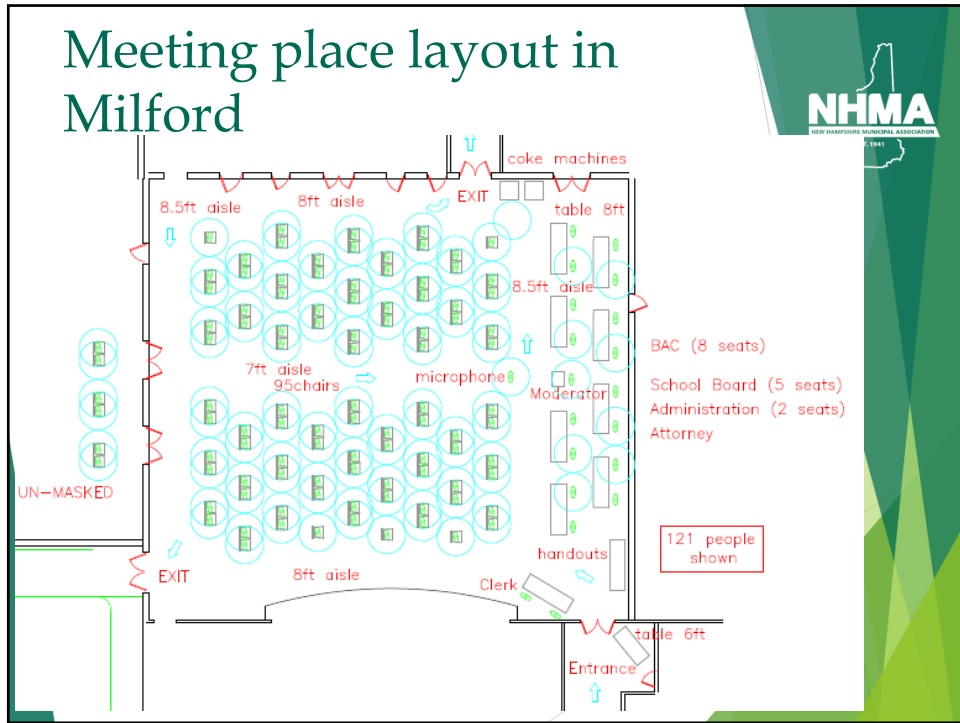 Meeting place layout in
Milford
NHMA
NEW HAMPSHIRE MUNICIPAL ASSOCIATION
T. 1941
coke machines
EXIT
8.5ft aisle
8ft aisle
table 8ft
8.5ft aisle
7ft aisle
95chairs
microphone
Moderator
BAC (8 seats)
School Board (5 seats)
Administration (2 seats)
Attorney
UN-MASKED
121 people
shown
handouts
EXIT
8ft aisle
Clerk
table 6ft
Entrance